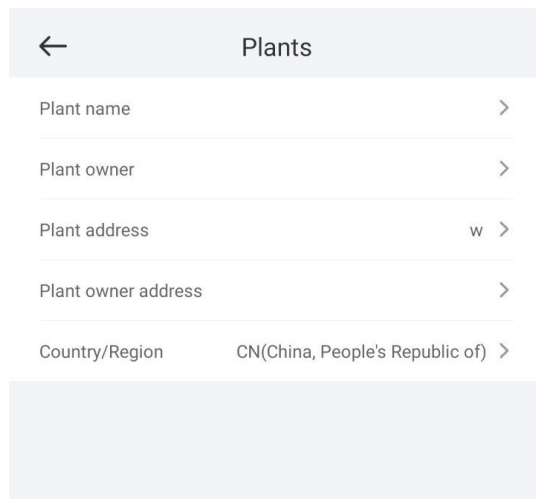 Plants
Plant name
Plant owner
Plant address w
Plant owner address
Country/Region CN(China, People's Republic of)